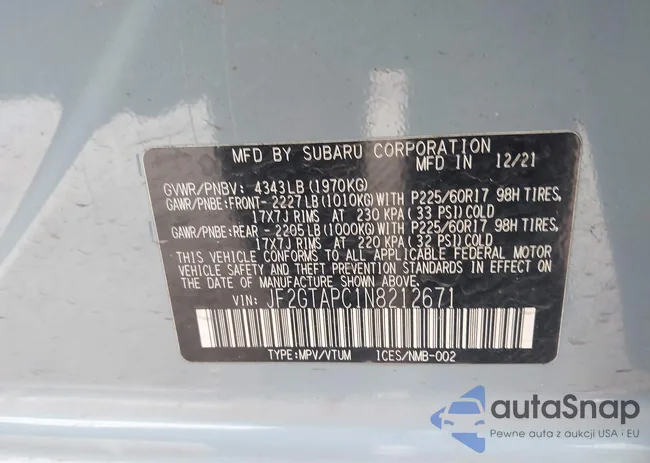 MFD BY SUBARU CORPORATION
MFD IN 12/21
GVWR/PNBV: 4343LB(1970KG)
GAWR/PNBE:FRONT-2227LB(1010KG)WITH P225/60R17 98H TIRES,
17X7J RIMS AT 230 KPA(33 PSI)COLD
GAWR/PNBE:REAR -2205LB(1000KG)WITH P225/60R17 98H TIRES,
17X7J RIMS AT 220 KPA(32 PSI)COLD
THIS VEHICLE CONFORMS TO ALL APPLICABLE FEDERAL MOTOR
VEHICLE SAFETY AND THEFT PREVENTION STANDARDS IN EFFECT ON
THE DATE OF MANUFACTURE SHOWN ABOVE.
VIN: JF2GTAPC1N8212671
TYPE:MPV/VTUM ICES/NMB-002
autaSnap
Pewne auta z aukcji USA i EU